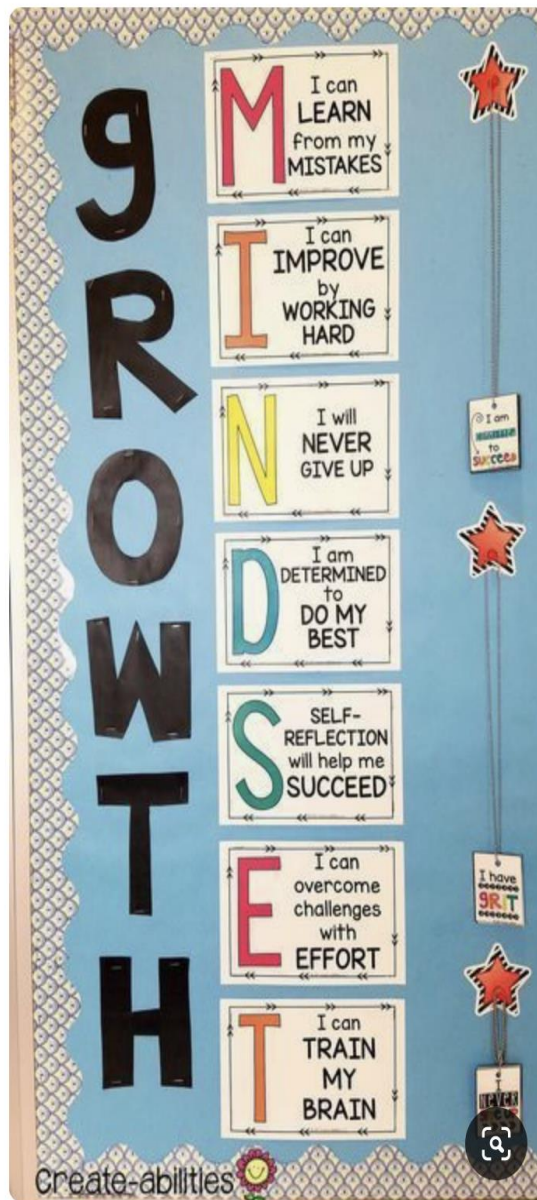 gROWTH
M
I can
LEARN
from my
MISTAKES
I
I can
IMPROVE
by
WORKING
HARD
N
I will
NEVER
GIVE UP
D
I am
DETERMINED
to
DO MY
BEST
S
SELF-
REFLECTION
will help me
SUCCEED
E
I can
overcome
challenges
with
EFFORT
T
I can
TRAIN
MY
BRAIN
I am
to
SUCCEED
I have
gRIT
I
NEVER
Create-abilities